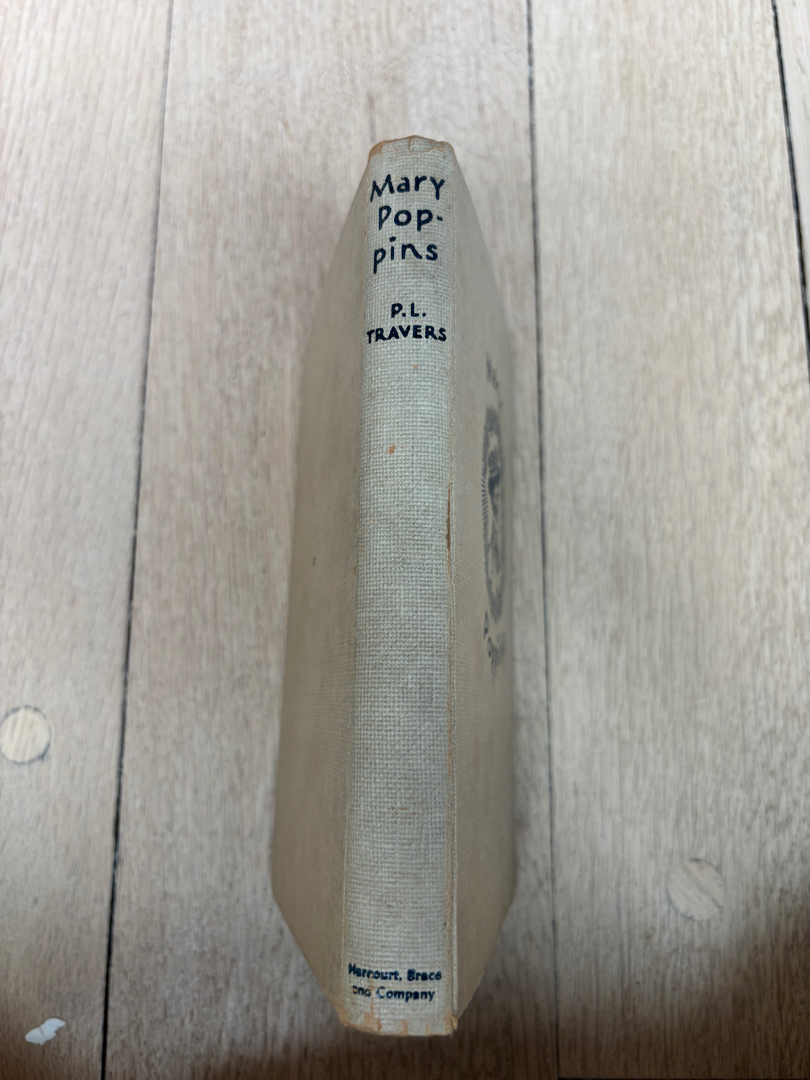 Mary
Pop-
pins
P.L.
TRAVERS
Harcourt, Brace
and Company